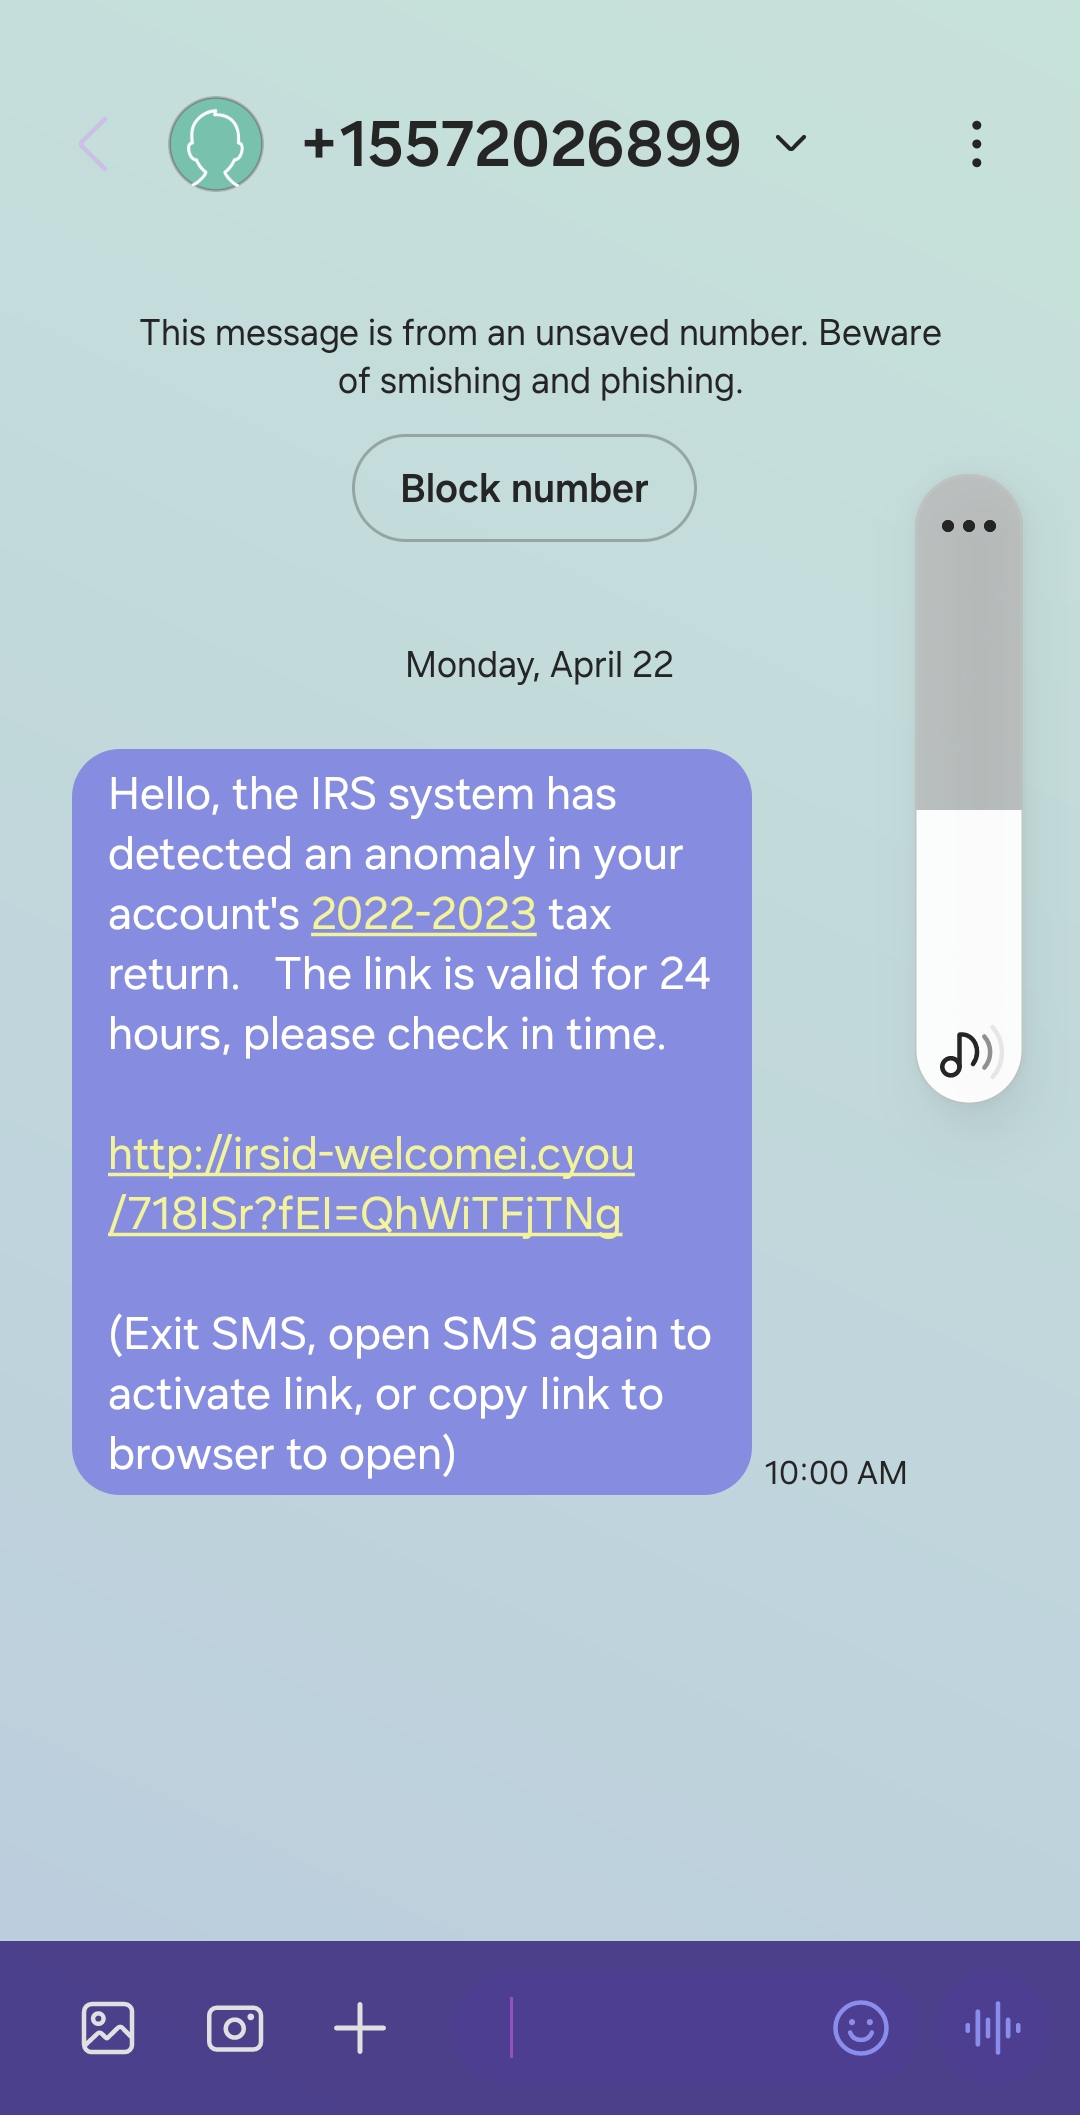 +15572026899
This message is from an unsaved number. Beware
of smishing and phishing.
Block number
Monday, April 22
Hello, the IRS system has
detected an anomaly in your
account's 2022-2023 tax
return.   The link is valid for 24
hours, please check in time.
http://irsid-welcomei.cyou
/718ISr?fEI=QhWiTFjTNg
(Exit SMS, open SMS again to
activate link, or copy link to
browser to open)
10:00 AM